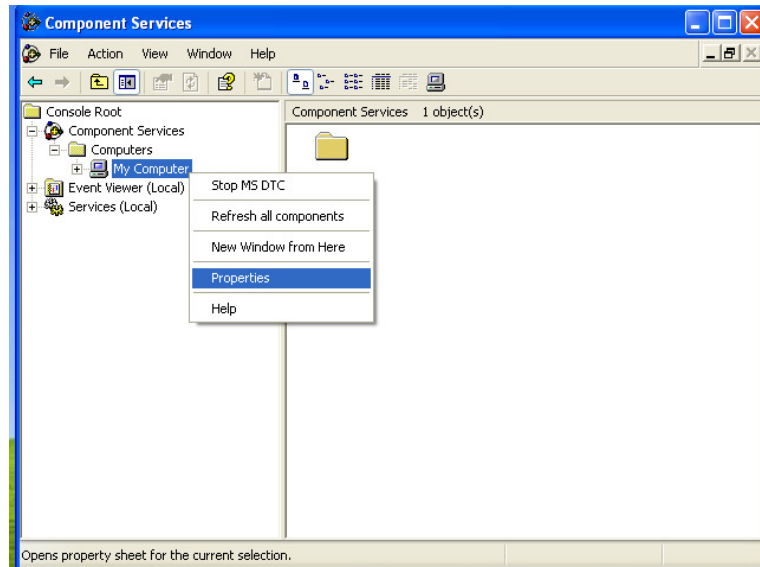 Component Services
File Action View Window Help
Console Root
Component Services
Computers
My Computer
Event Viewer (Local)
Services (Local)
Component Services 1 object(s)
Stop MS DTC
Refresh all components
New Window from Here
Properties
Help
Opens property sheet for the current selection.